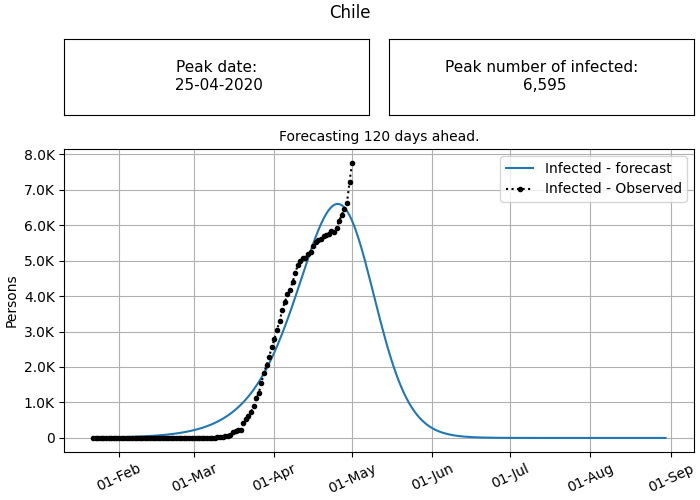 Chile
Peak date:
25-04-2020
Peak number of infected:
6,595
Forecasting 120 days ahead.
8.0K
7.0K
6.0K
5.0K
4.0K
3.0K
2.0K
1.0K
0
Persons
Infected - forecast
Infected - Observed
01-Feb
01-Mar
01-Apr
01-May
01-Jun
01-Jul
01-Aug
01-Sep